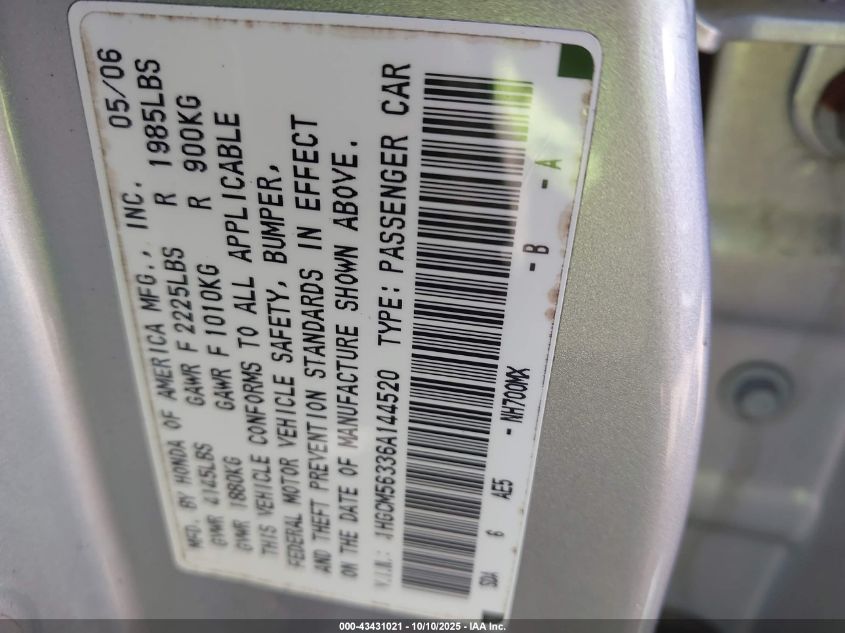 MFD. BY HONDA OF AMERICA MFG., INC. 05/06
GVWR 4145LBS GAWR F 2225LBS R 1985LBS
GVWR 1880KG GAWR F 1010KG R 900KG
THIS VEHICLE CONFORMS TO ALL APPLICABLE
FEDERAL MOTOR VEHICLE SAFETY, BUMPER,
AND THEFT PREVENTION STANDARDS IN EFFECT
ON THE DATE OF MANUFACTURE SHOWN ABOVE.
V.I.N.: 1HGCM56336A144520 TYPE: PASSENGER CAR
SDA 6 AE5 - NH700MX - B - A
000-43431021 - 10/10/2025 - IAA Inc.